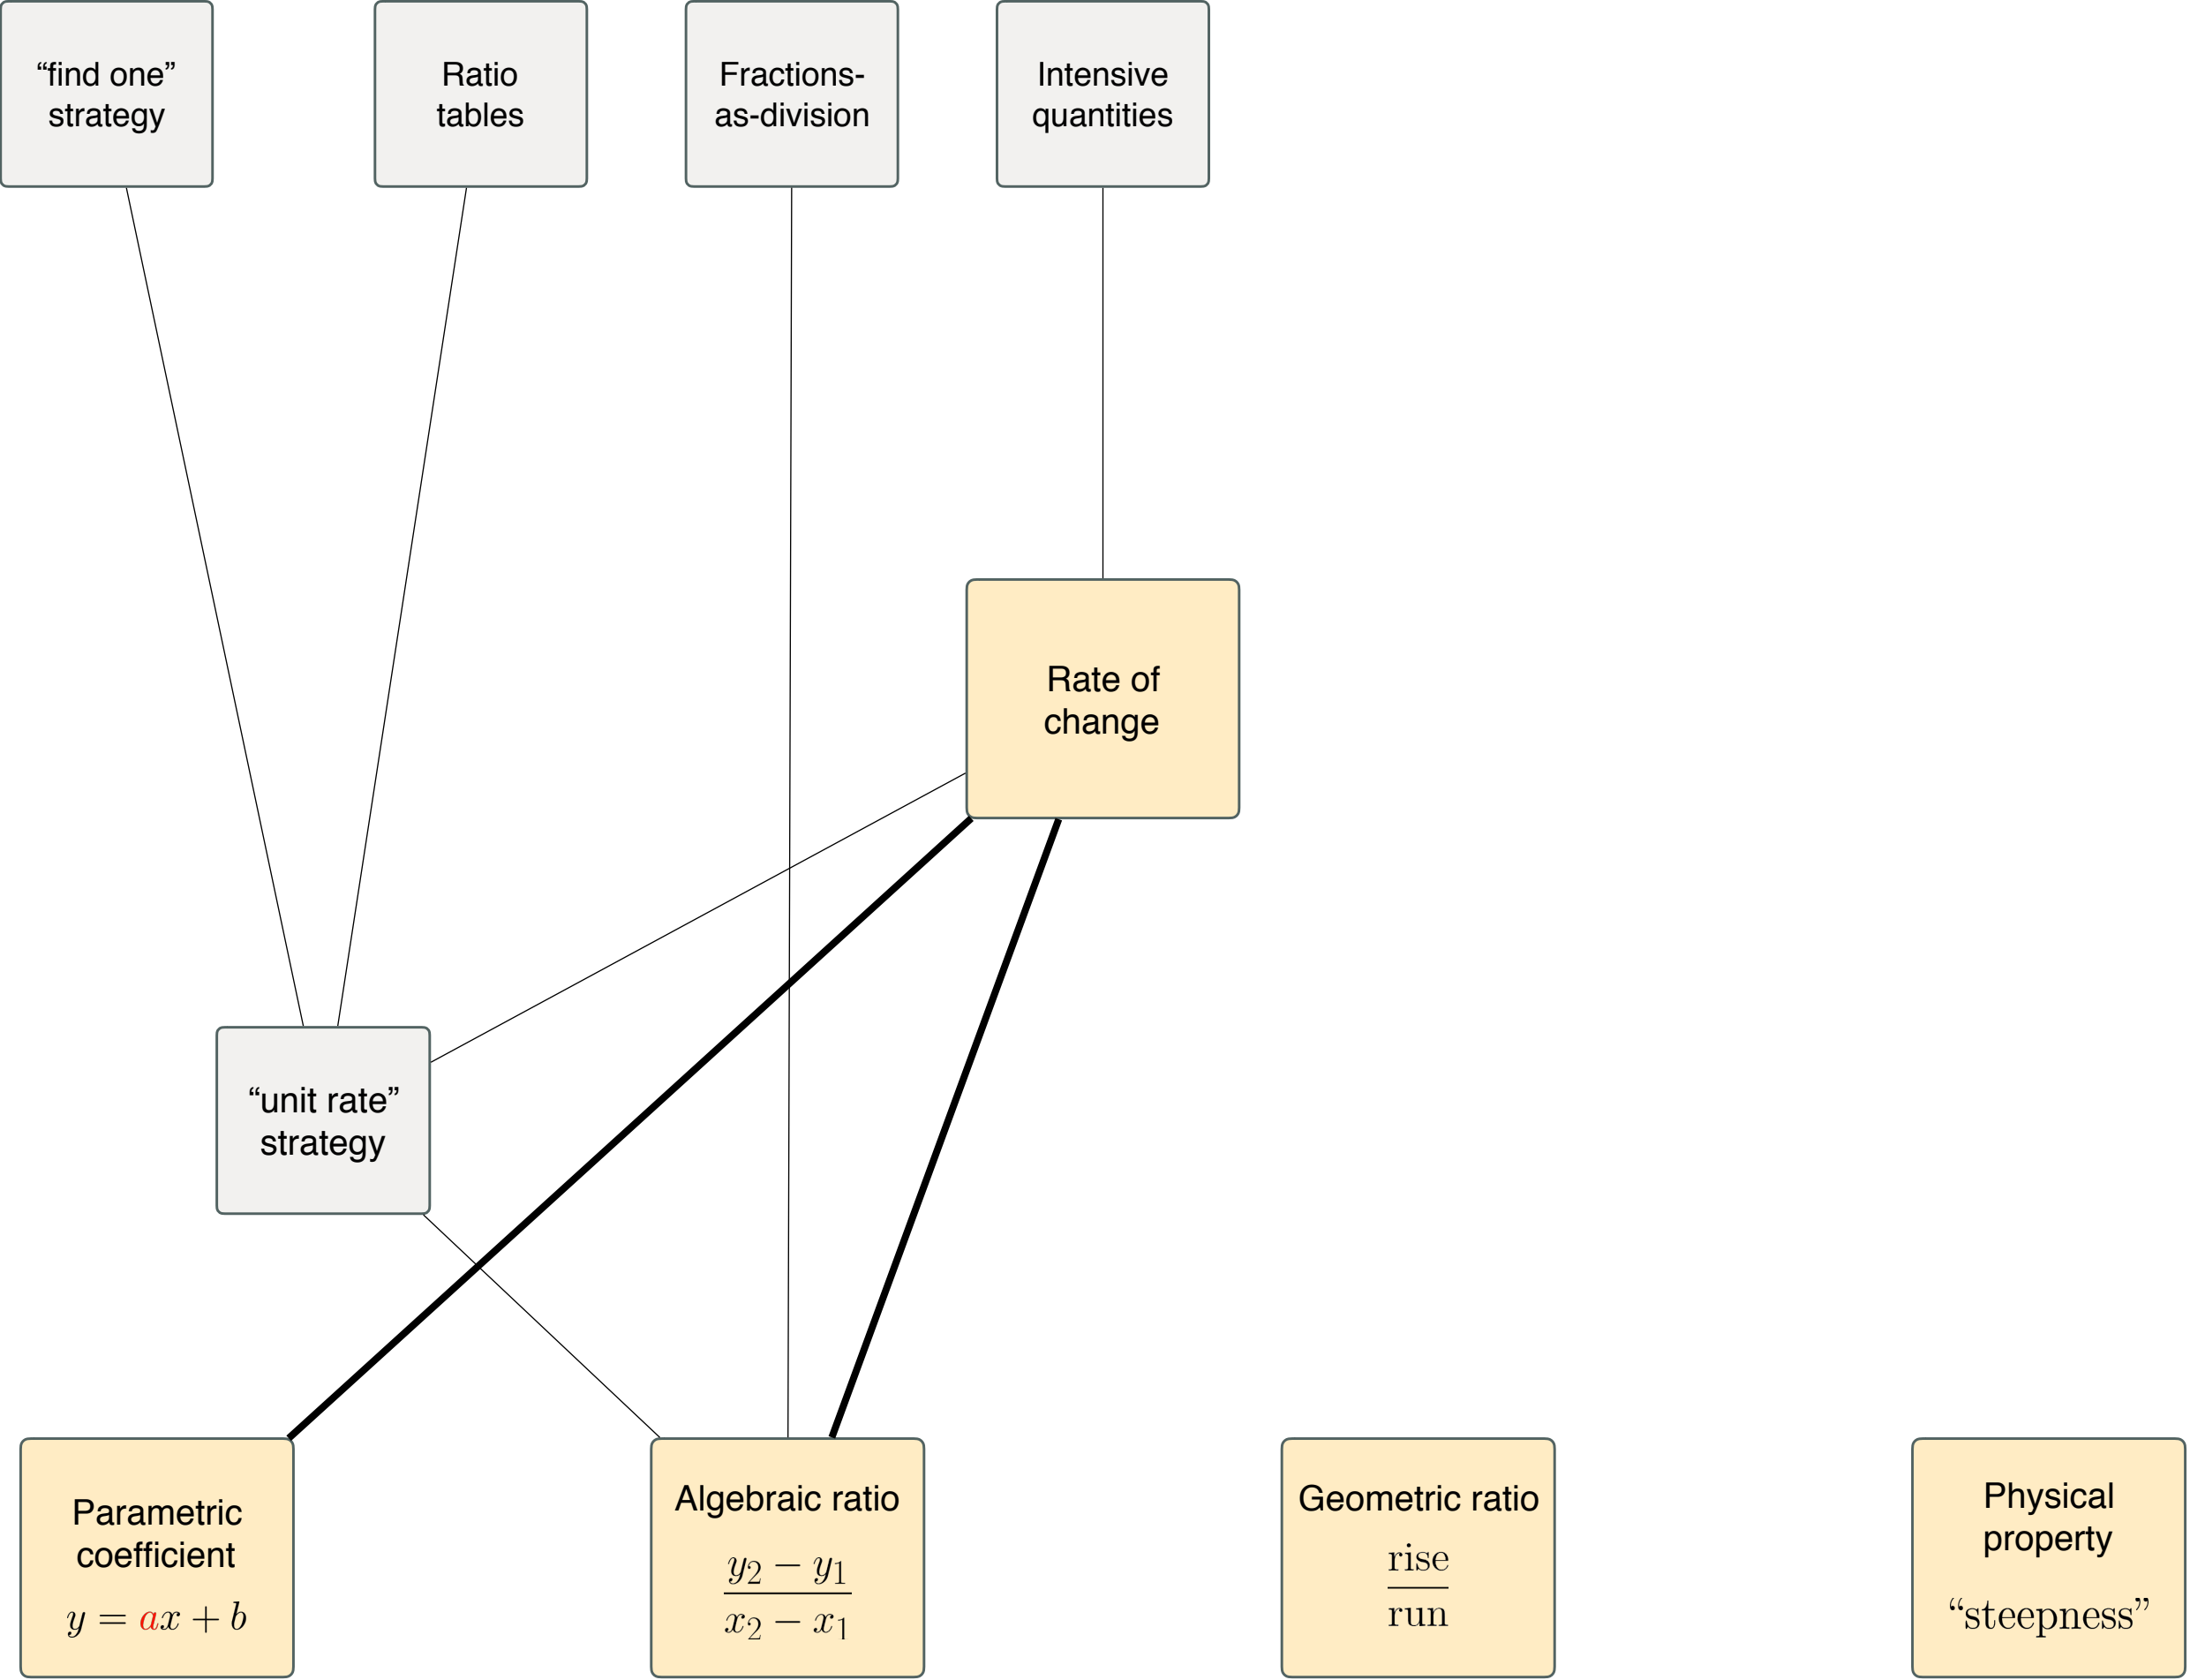 “find one”
strategy
Ratio
tables
Fractions-
as-division
Intensive
quantities
Rate of
change
“unit rate”
strategy
Parametric
coefficient
y = ax + b
Algebraic ratio
y₂ − y₁
x₂ − x₁
Geometric ratio
rise
run
Physical
property
“steepness”